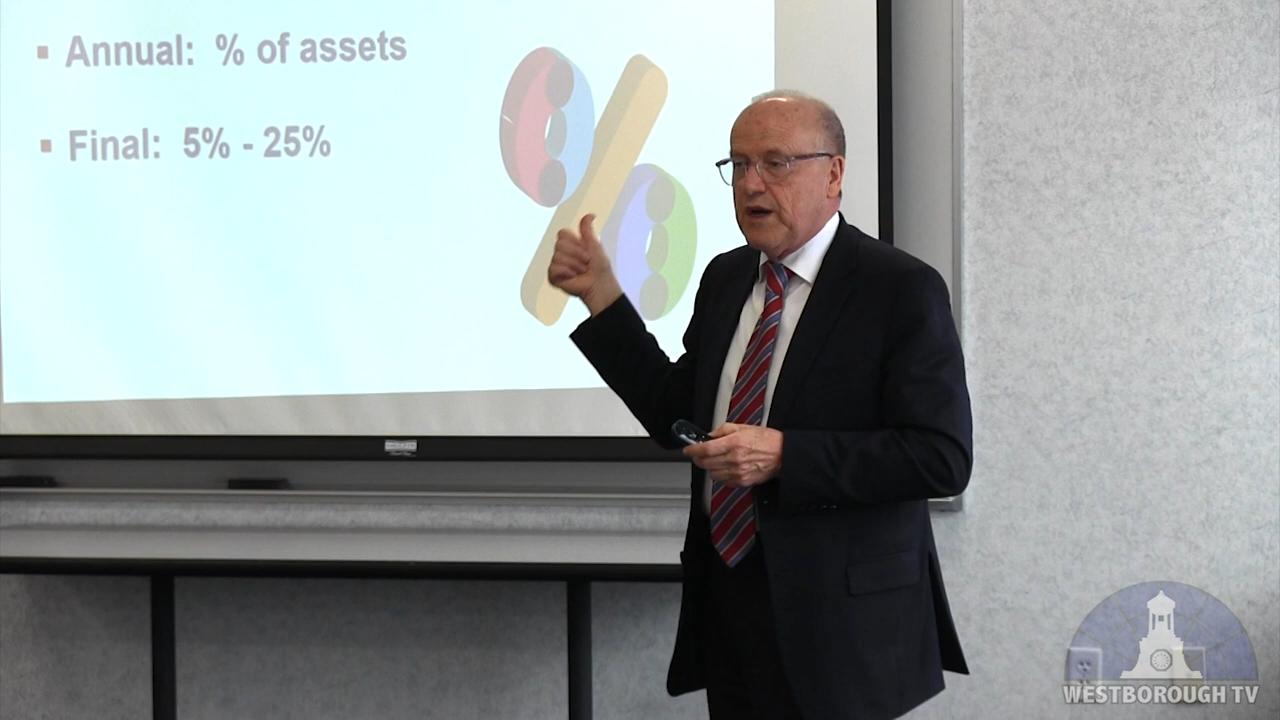 ▪ Annual: % of assets
▪ Final: 5% - 25%
WESTBOROUGH TV